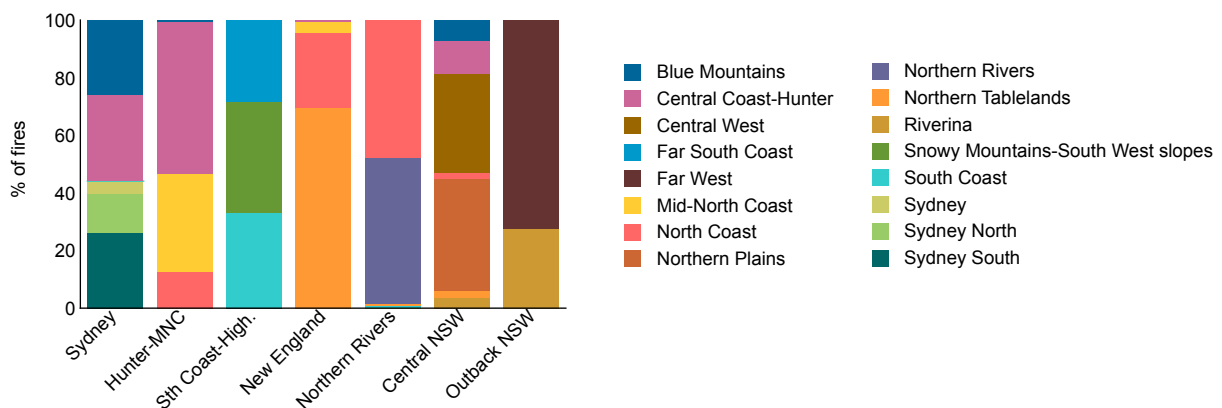 100
80
60
40
20
0
% of fires
Sydney
Hunter-MNC
Sth Coast-High.
New England
Northern Rivers
Central NSW
Outback NSW
Blue Mountains
Central Coast-Hunter
Central West
Far South Coast
Far West
Mid-North Coast
North Coast
Northern Plains
Northern Rivers
Northern Tablelands
Riverina
Snowy Mountains-South West slopes
South Coast
Sydney
Sydney North
Sydney South